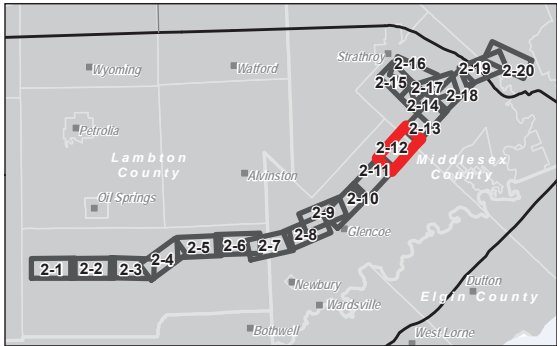 Strathroy
2-16
2-19
2-20
Wyoming
Watford
2-15
2-17
2-18
2-14
Petrolia
2-13
2-12
Lambton
County
Middlesex
County
2-11
Alvinston
Oil Springs
2-10
2-9
Glencoe
2-8
2-7
2-6
2-5
2-4
2-3
2-2
2-1
Newbury
Dutton
Elgin County
Wardsville
Bothwell
West Lorne